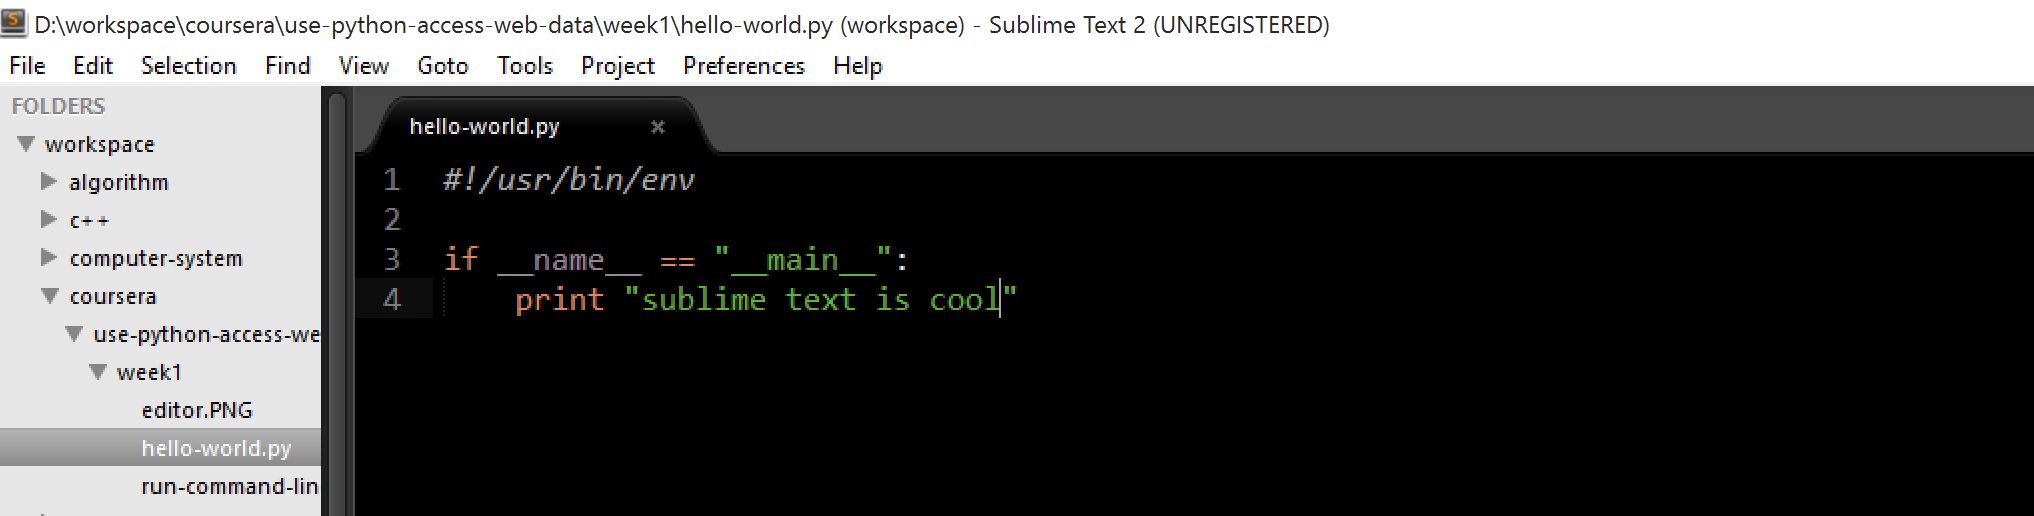 D:\workspace\coursera\use-python-access-web-data\week1\hello-world.py (workspace) - Sublime Text 2 (UNREGISTERED)
File Edit Selection Find View Goto Tools Project Preferences Help
FOLDERS
workspace
algorithm
c++
computer-system
coursera
use-python-access-we
week1
editor.PNG
hello-world.py
run-command-lin
hello-world.py ×
1 #!/usr/bin/env
2
3 if __name__ == "__main__":
4     print "sublime text is cool"